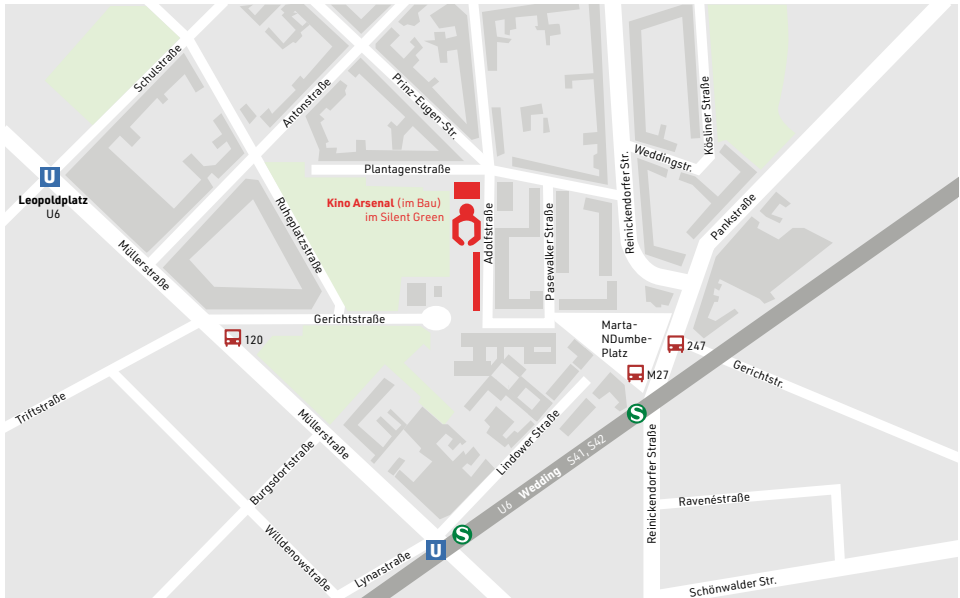 Schulstraße
Antonstraße
Prinz-Eugen-Str.
Kösliner Straße
Weddingstr.
Plantagenstraße
U
Leopoldplatz
U6
Kino Arsenal (im Bau)
im Silent Green
Ruheplatzstraße
Adolfstraße
Pasewalker Straße
Reinickendorfer Str.
Pankstraße
Müllerstraße
Gerichtstraße
120
Marta-
NDumbe-
Platz
247
M27
Gerichtstr.
Triftstraße
Müllerstraße
S
Lindower Straße
Burgsdorfstraße
U6 Wedding S41, S42
Reinickendorfer Straße
Ravenéstraße
Willdenowstraße
S
U
Lynarstraße
Schönwalder Str.